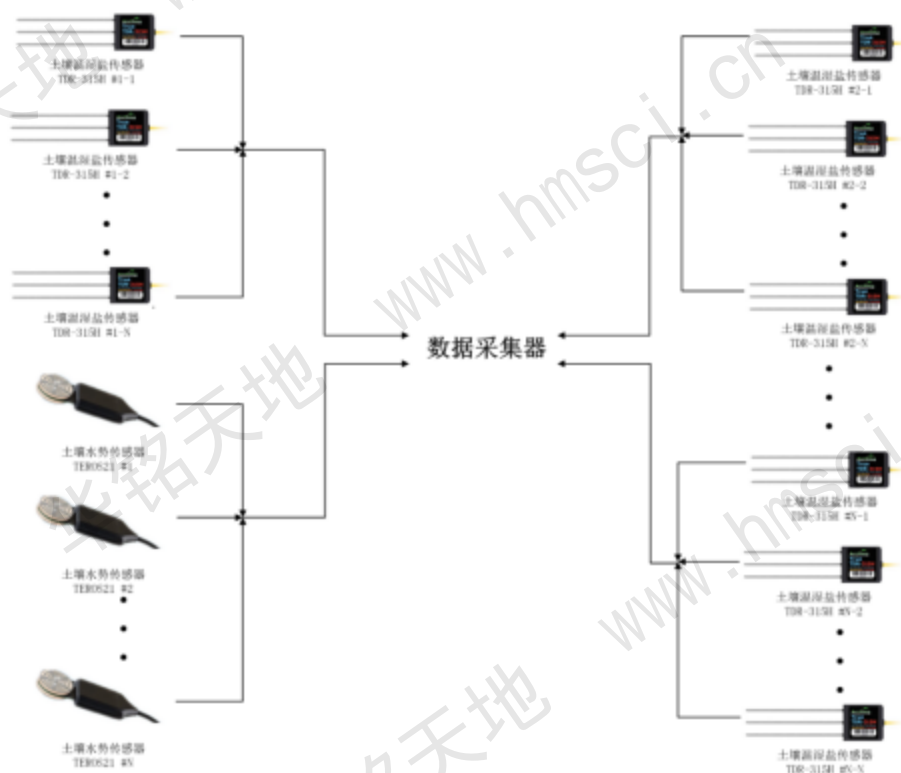 土壤温湿盐传感器
TDR-315H #1-1
土壤温湿盐传感器
TDR-315H #1-2
土壤温湿盐传感器
TDR-315H #1-N
土壤水势传感器
TEROS21 #1
土壤水势传感器
TEROS21 #2
土壤水势传感器
TEROS21 #N
数据采集器
土壤温湿盐传感器
TDR-315H #2-1
土壤温湿盐传感器
TDR-315H #2-2
土壤温湿盐传感器
TDR-315H #2-N
土壤温湿盐传感器
TDR-315H #N-1
土壤温湿盐传感器
TDR-315H #N-2
土壤温湿盐传感器
TDR-315H #N-N
华铭天地 www.hmsci.cn